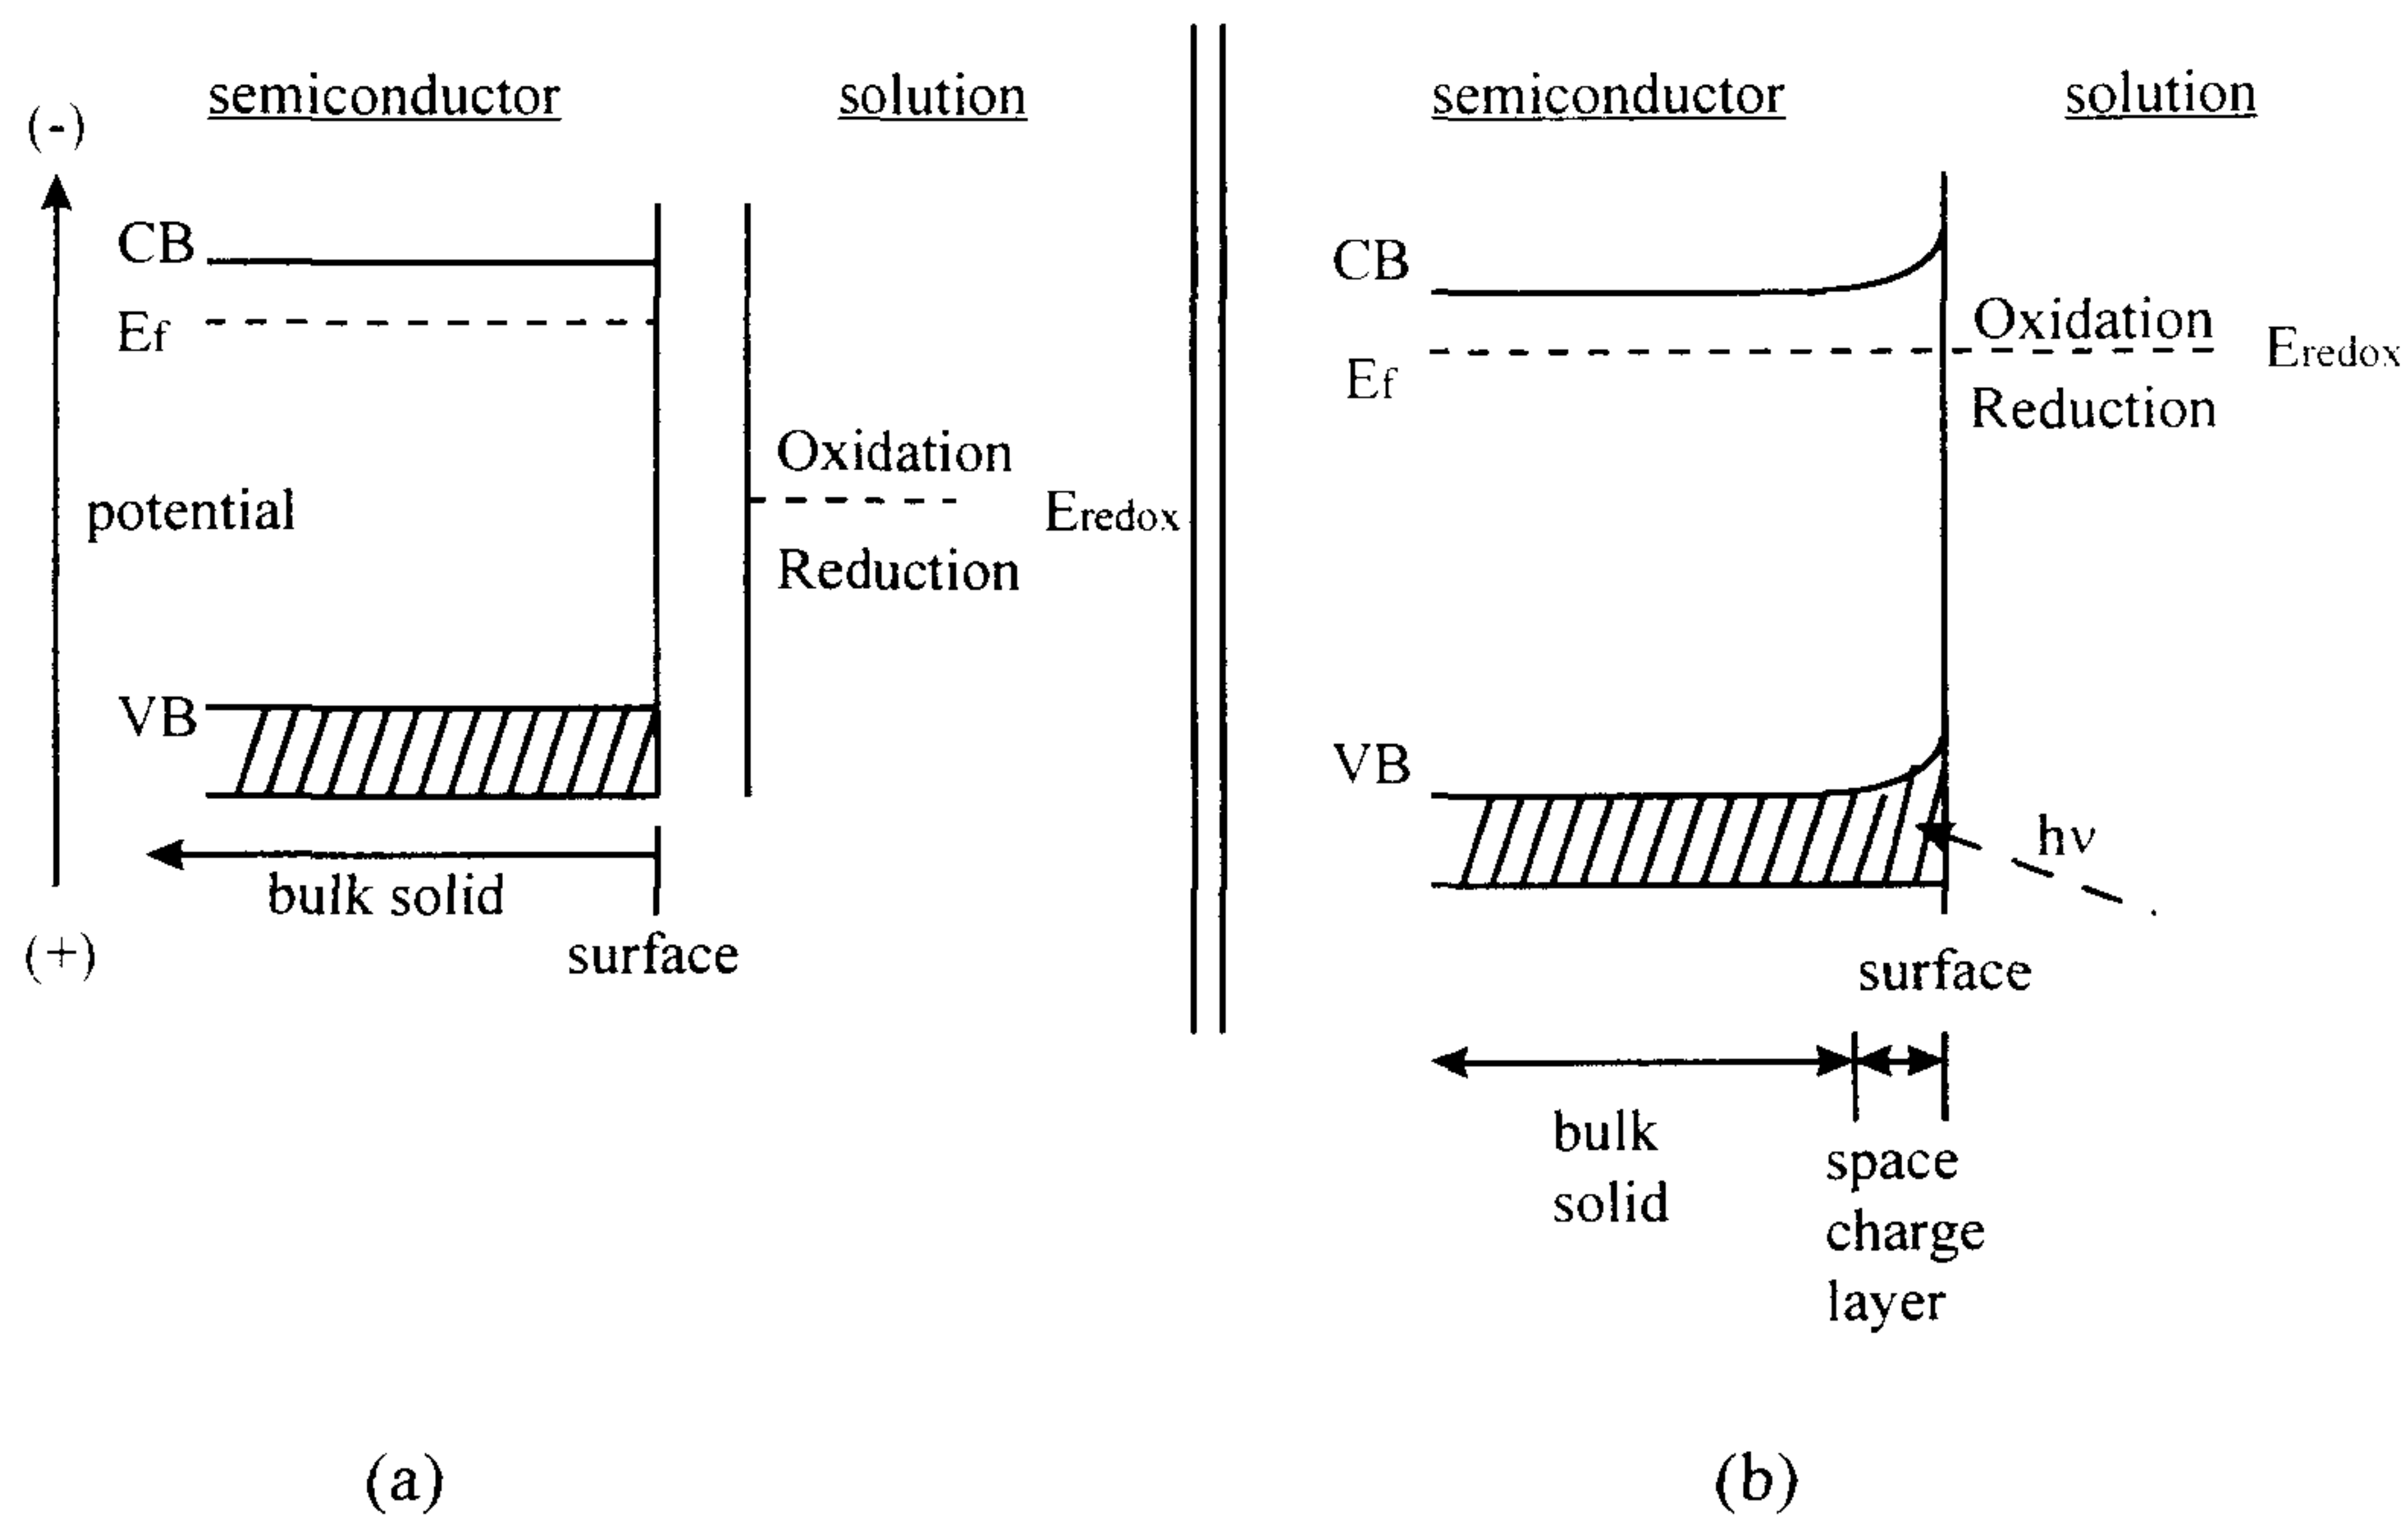 semiconductor
solution
(-)
CB
Ef
potential
Oxidation
Eredox
Reduction
VB
bulk solid
surface
(+)
(a)
semiconductor
solution
CB
Oxidation
Ef
Eredox
Reduction
VB
hν
surface
bulk
solid
space
charge
layer
(b)